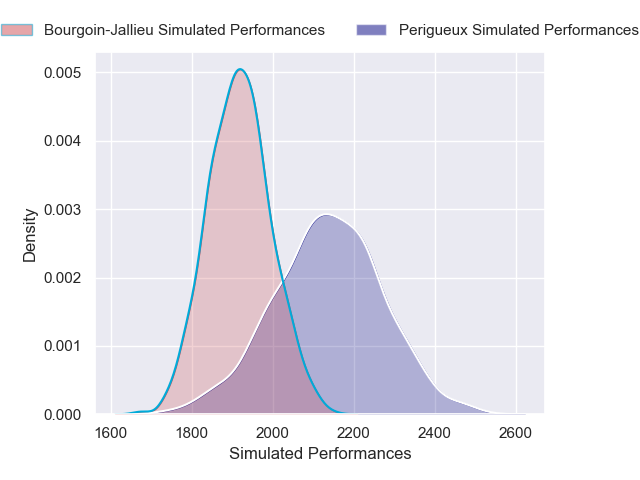 Bourgoin-Jallieu Simulated Performances Perigueux Simulated Performances
0.005
0.004
0.003
0.002
0.001
0.000
Density
1600 1800 2000 2200 2400 2600
Simulated Performances